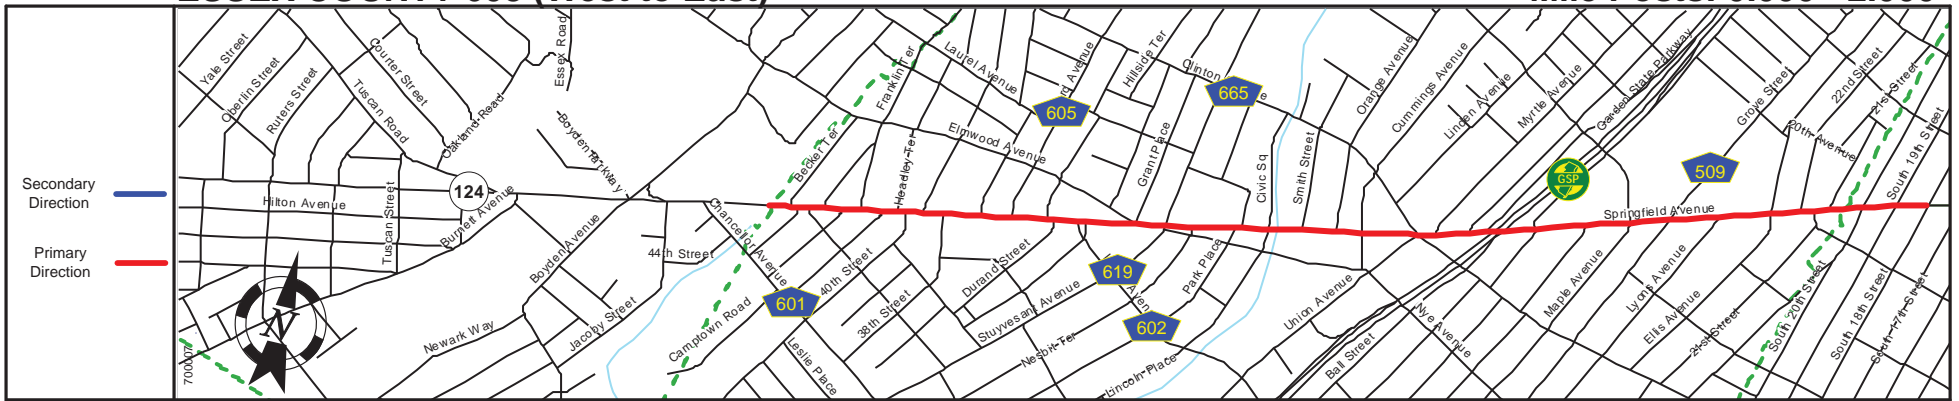 Secondary
Direction
Primary
Direction
700007
Yale Street
Oberlin Street
Rutgers Street
Courter Street
Tuscan Road
Oakland Road
Essex Road
Boyden Parkway
124
Hilton Avenue
Tuscan Street
Burnett Avenue
Boyden Avenue
44th Street
Newark Way
Jacoby Street
N
Chancellor Avenue
Camptown Road
601
40th Street
38th Street
Leslie Place
Becker Ter
Franklin Ter
Headley Ter
Laurel Avenue
Elmwood Avenue
605
Hillside Ter
Clinton
665
Grant Place
Civic Sq
Smith Street
Durand Street
Stuyvesant Avenue
Nesbit Ter
619
602
Park Place
Lincoln Place
Union Avenue
Ball Street
Nye Avenue
Orange Avenue
Cummings Avenue
Linden Avenue
Myrtle Avenue
Garden State Parkway
GSP
509
Springfield Avenue
Grove Street
20th Avenue
22nd Street
21st Street
South 19th Street
Maple Avenue
Lyons Avenue
Ellis Avenue
21st Street
South 20th Street
South 18th Street
South 17th Street